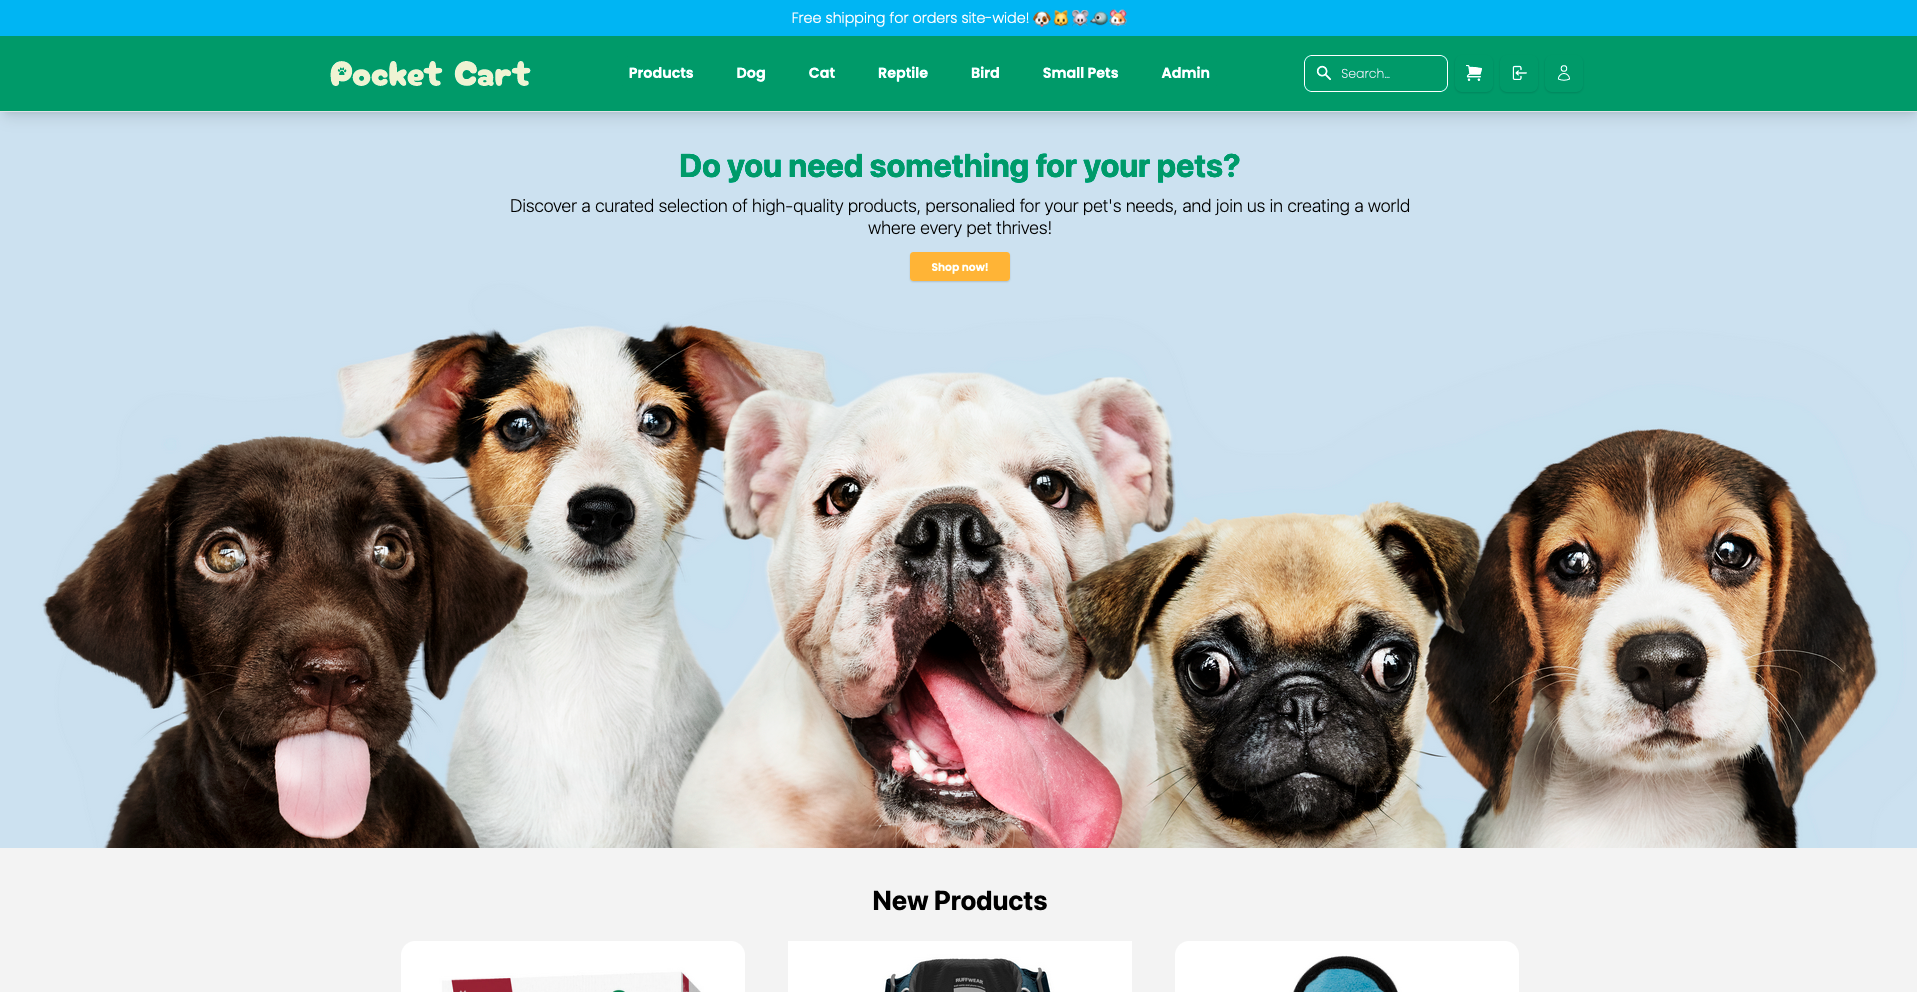 Free shipping for orders site-wide! 🐶🐱🐭🐟🐹
Pocket Cart
Products Dog Cat Reptile Bird Small Pets Admin
Search...
Do you need something for your pets?
Discover a curated selection of high-quality products, personalied for your pet's needs, and join us in creating a world
where every pet thrives!
Shop now!
New Products
RUFFWEAR